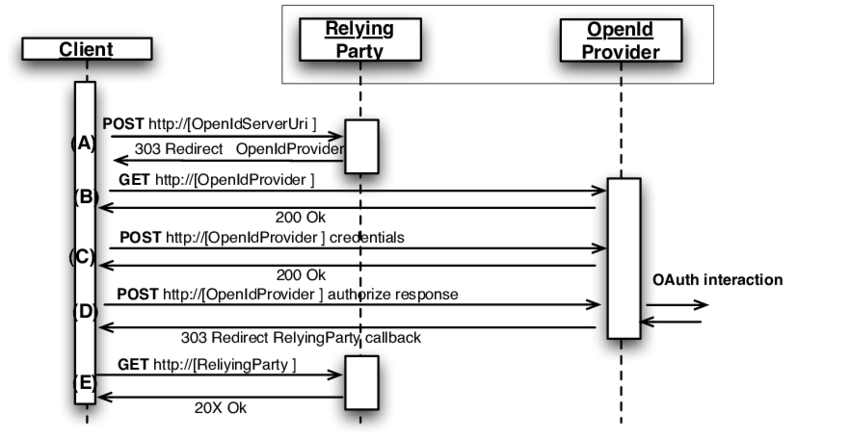 Client
Relying
Party
OpenId
Provider
(A)
POST http://[OpenIdServerUri ]
303 Redirect OpenIdProvider
(B)
GET http://[OpenIdProvider ]
200 Ok
(C)
POST http://[OpenIdProvider ] credentials
200 Ok
OAuth interaction
(D)
POST http://[OpenIdProvider ] authorize response
303 Redirect RelyingParty callback
(E)
GET http://[ReliyingParty ]
20X Ok